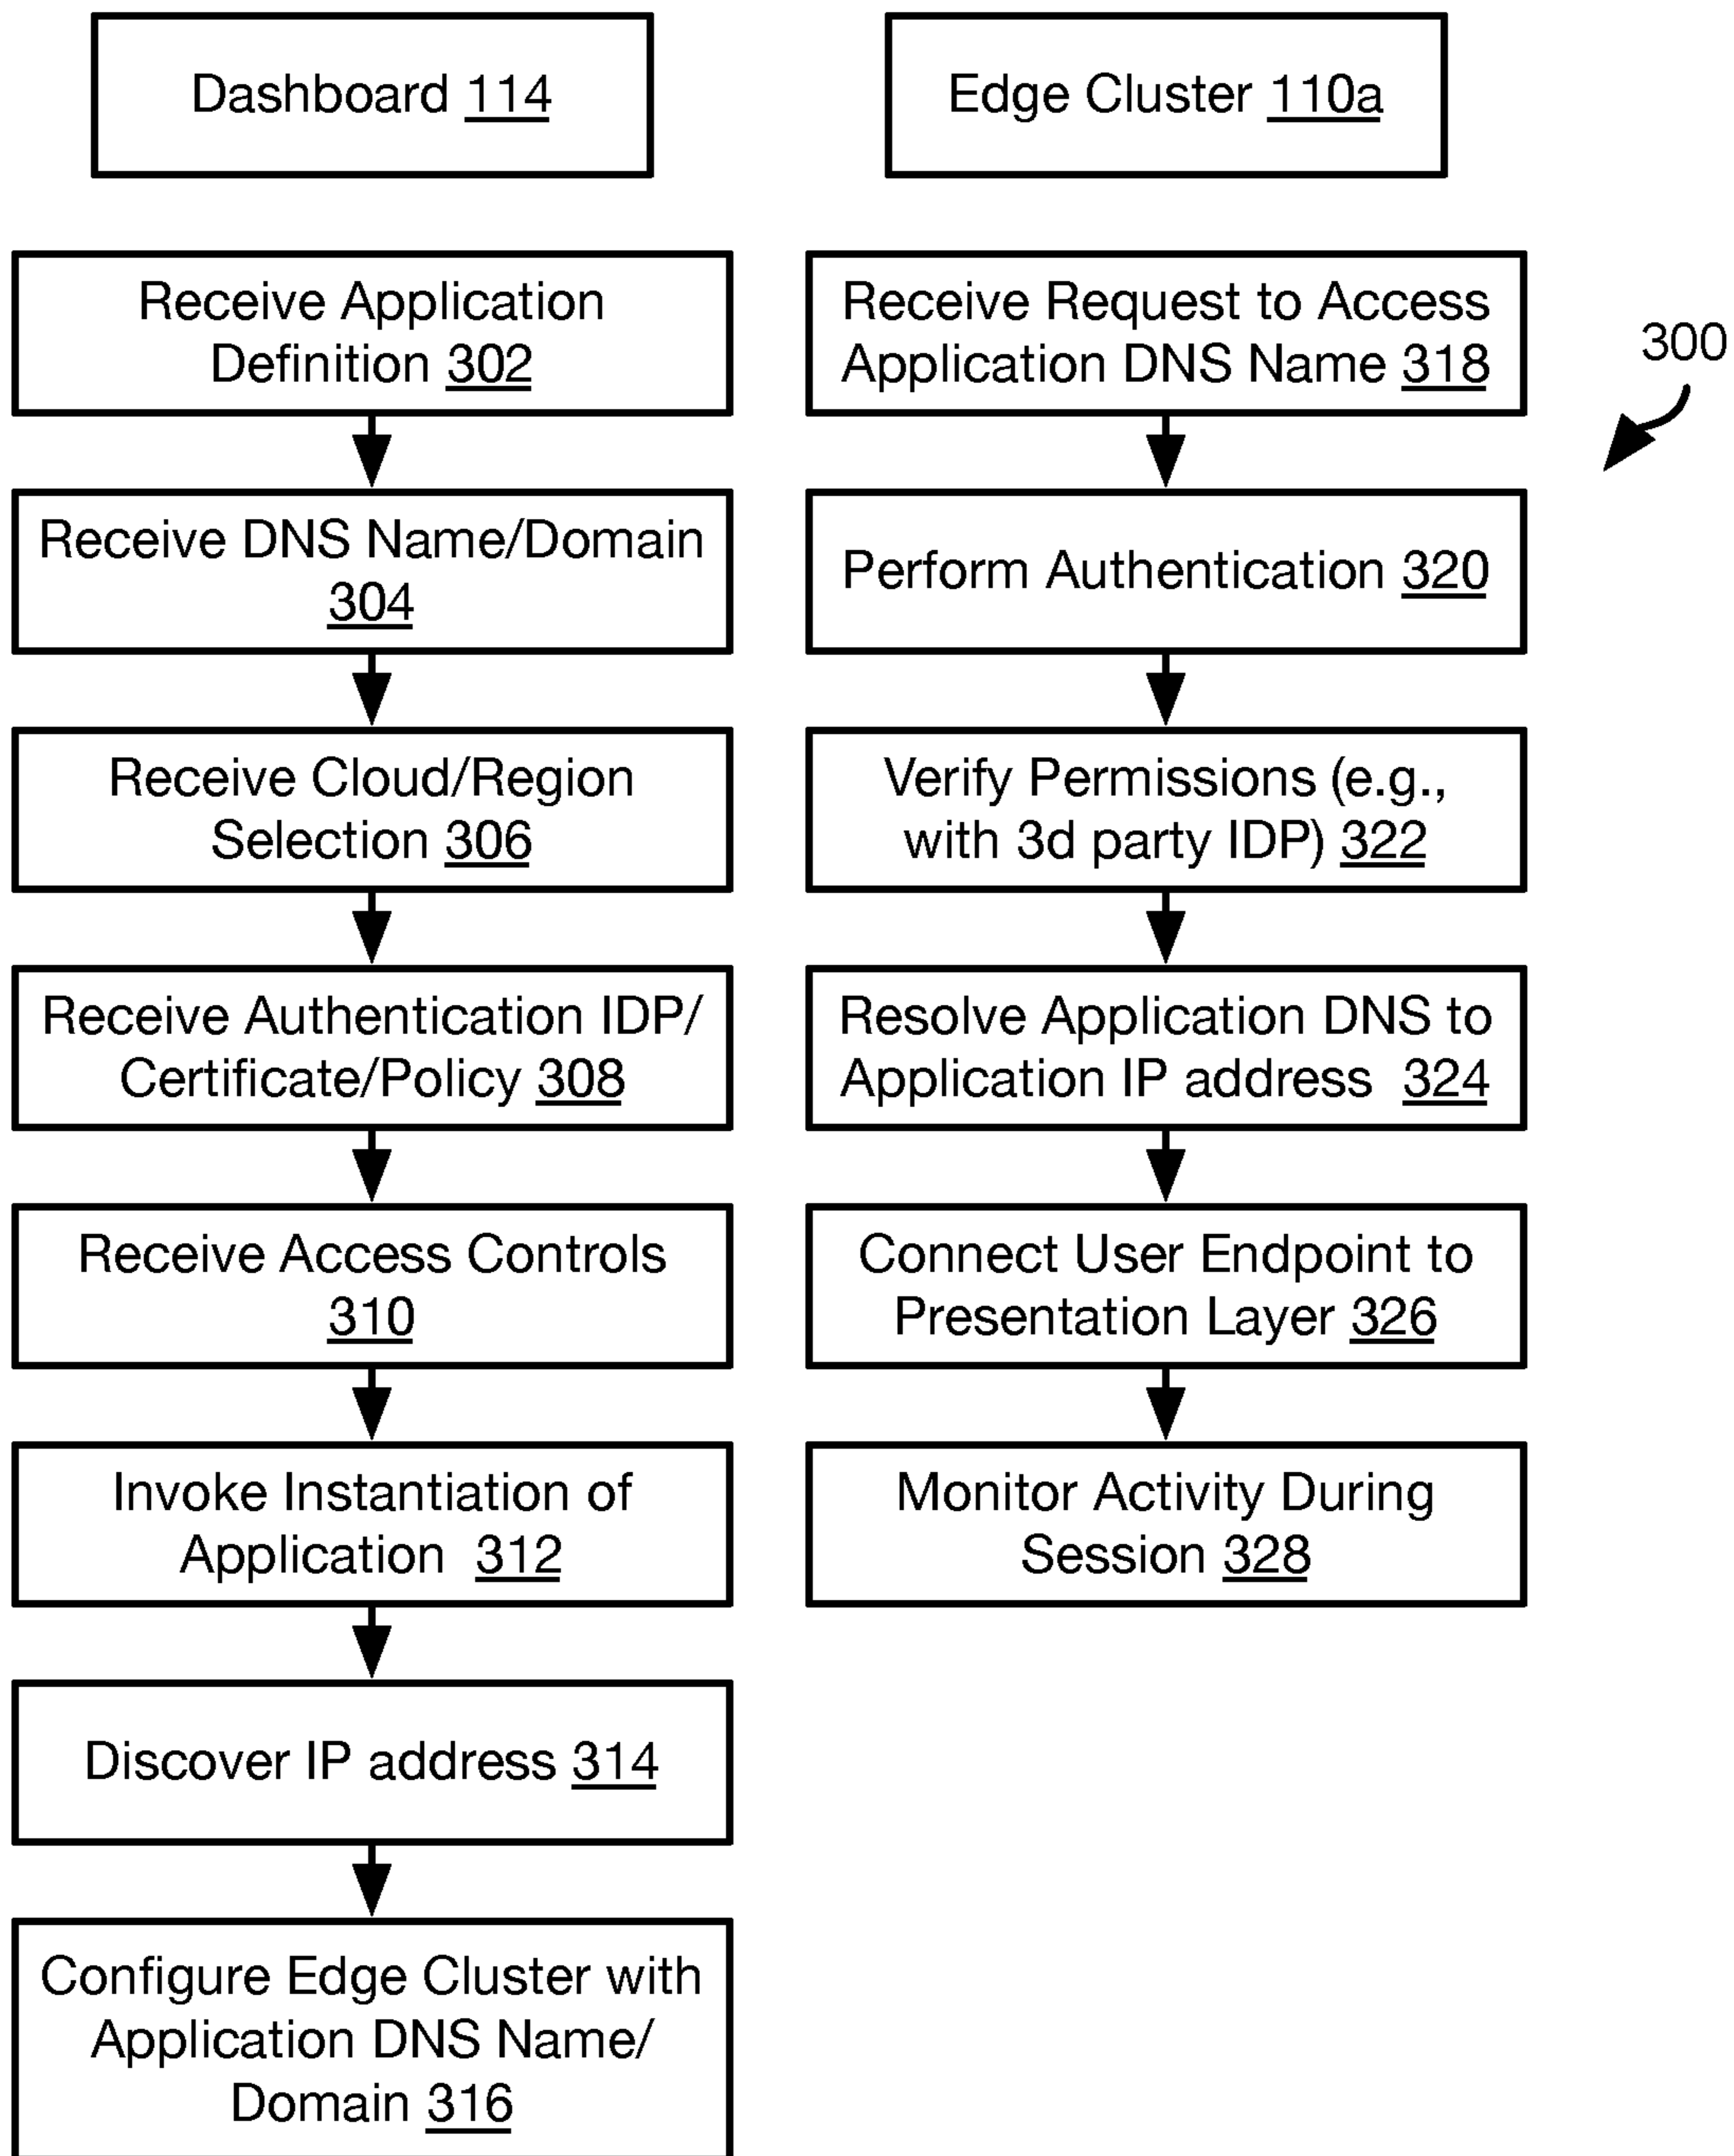 Dashboard 114
Edge Cluster 110a
Receive Application
Definition 302
Receive DNS Name/Domain
304
Receive Cloud/Region
Selection 306
Receive Authentication IDP/
Certificate/Policy 308
Receive Access Controls
310
Invoke Instantiation of
Application 312
Discover IP address 314
Configure Edge Cluster with
Application DNS Name/
Domain 316
Receive Request to Access
Application DNS Name 318
Perform Authentication 320
Verify Permissions (e.g.,
with 3d party IDP) 322
Resolve Application DNS to
Application IP address 324
Connect User Endpoint to
Presentation Layer 326
Monitor Activity During
Session 328
300